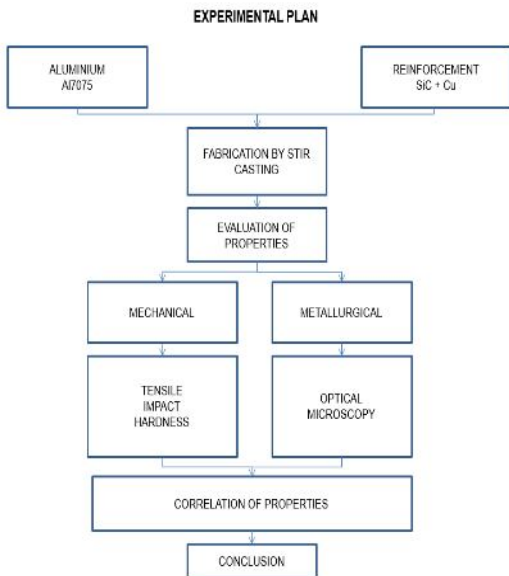 EXPERIMENTAL PLAN
ALUMINIUM
Al7075
REINFORCEMENT
SiC + Cu
FABRICATION BY STIR
CASTING
EVALUATION OF
PROPERTIES
MECHANICAL
METALLURGICAL
TENSILE
IMPACT
HARDNESS
OPTICAL
MICROSCOPY
CORRELATION OF PROPERTIES
CONCLUSION